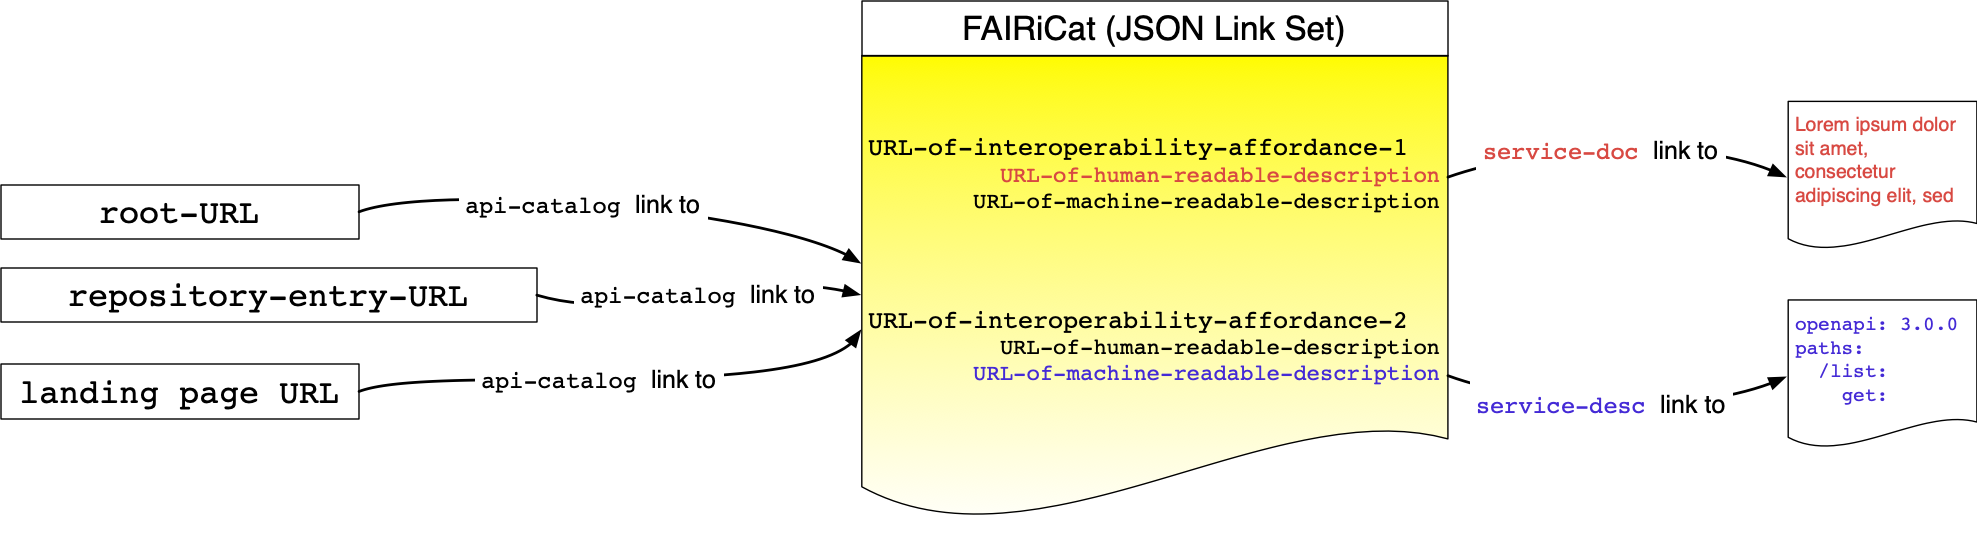 FAIRiCat (JSON Link Set)
root-URL
api-catalog link to
repository-entry-URL
api-catalog link to
landing page URL
api-catalog link to
URL-of-interoperability-affordance-1
URL-of-human-readable-description
URL-of-machine-readable-description
URL-of-interoperability-affordance-2
URL-of-human-readable-description
URL-of-machine-readable-description
service-doc link to
Lorem ipsum dolor
sit amet,
consectetur
adipiscing elit, sed
service-desc link to
openapi: 3.0.0
paths:
  /list:
    get: